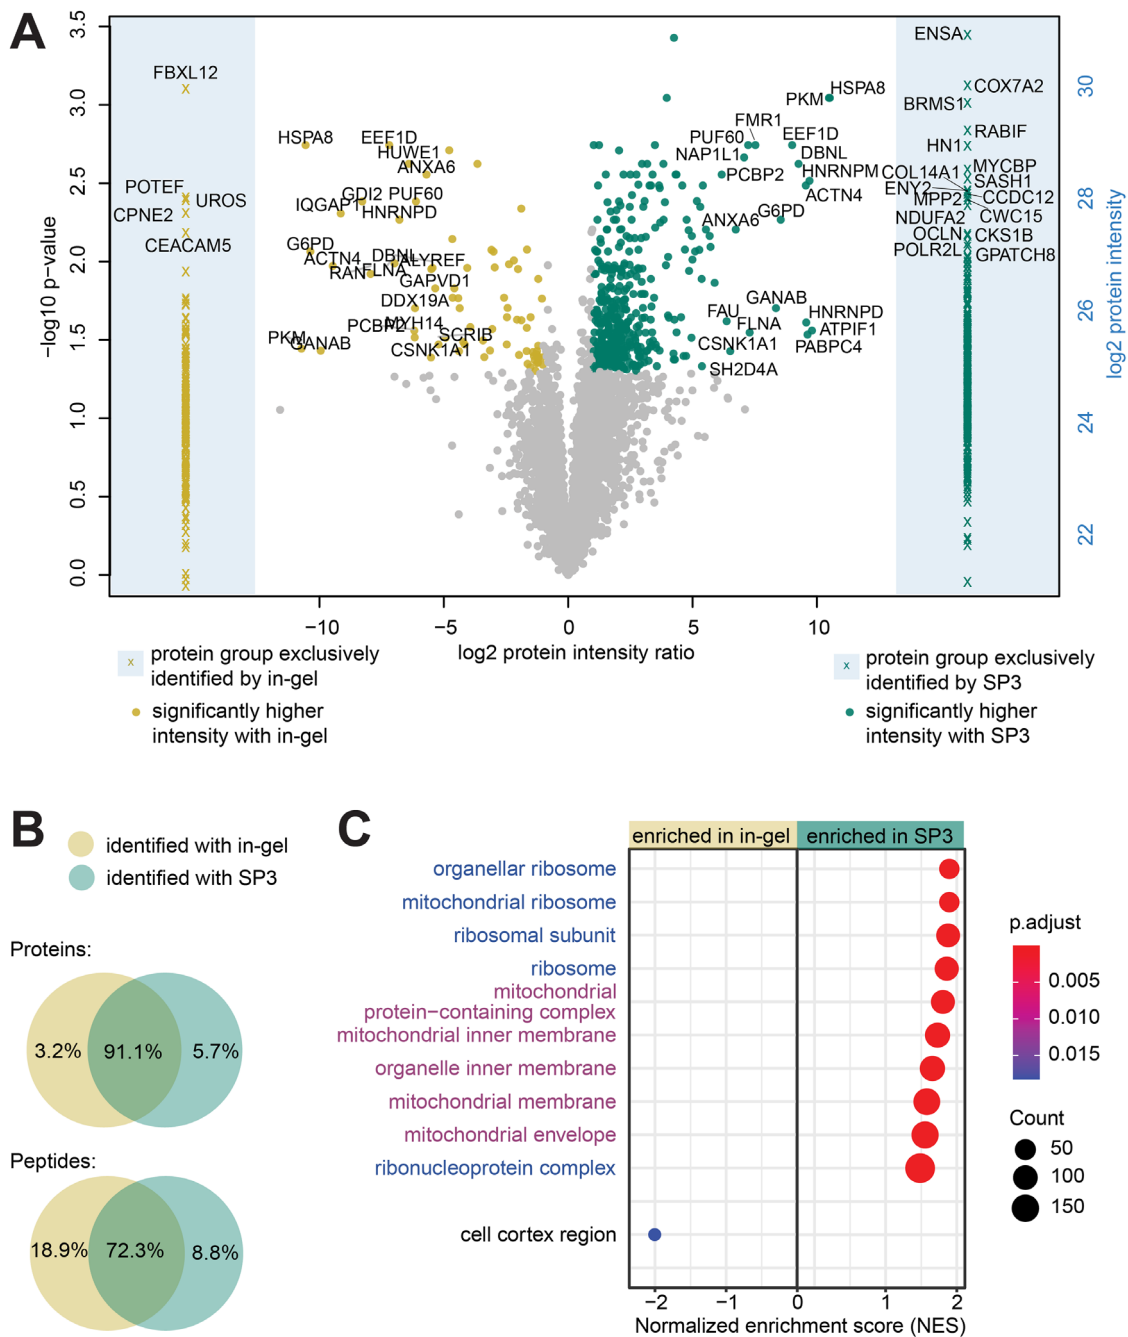 A
3.5
3.0
2.5
2.0
1.5
1.0
0.5
0.0
−log10 p−value
30
28
26
24
22
log2 protein intensity
−10
−5
0
5
10
log2 protein intensity ratio
FBXL12
POTEF
UROS
CPNE2
CEACAM5
HSPA8
EEF1D
HUWE1
ANXA6
GDI2
PUF60
IQGAP1
HNRNPD
G6PD
ACTN4
DBNL
ALYREF
RAN
FLNA
GAPVD1
DDX19A
PCBP2
MYH14
PKM
GANAB
SCRIB
CSNK1A1
HSPA8
PKM
FMR1
PUF60
EEF1D
NAP1L1
DBNL
PCBP2
HNRNPM
ACTN4
ANXA6
G6PD
GANAB
FAU
HNRNPD
FLNA
ATPIF1
CSNK1A1
PABPC4
SH2D4A
ENSA
COX7A2
BRMS1
RABIF
HN1
MYCBP
COL14A1
SASH1
ENY2
CCDC12
MPP2
NDUFA2
CWC15
OCLN
CKS1B
POLR2L
GPATCH8
x protein group exclusively
identified by in-gel
significantly higher
intensity with in-gel
x protein group exclusively
identified by SP3
significantly higher
intensity with SP3
B
identified with in-gel
identified with SP3
Proteins:
3.2%
91.1%
5.7%
Peptides:
18.9%
72.3%
8.8%
C
enriched in in-gel
enriched in SP3
organellar ribosome
mitochondrial ribosome
ribosomal subunit
ribosome
mitochondrial
protein−containing complex
mitochondrial inner membrane
organelle inner membrane
mitochondrial membrane
mitochondrial envelope
ribonucleoprotein complex
cell cortex region
−2
−1
0
1
2
Normalized enrichment score (NES)
p.adjust
0.005
0.010
0.015
Count
50
100
150